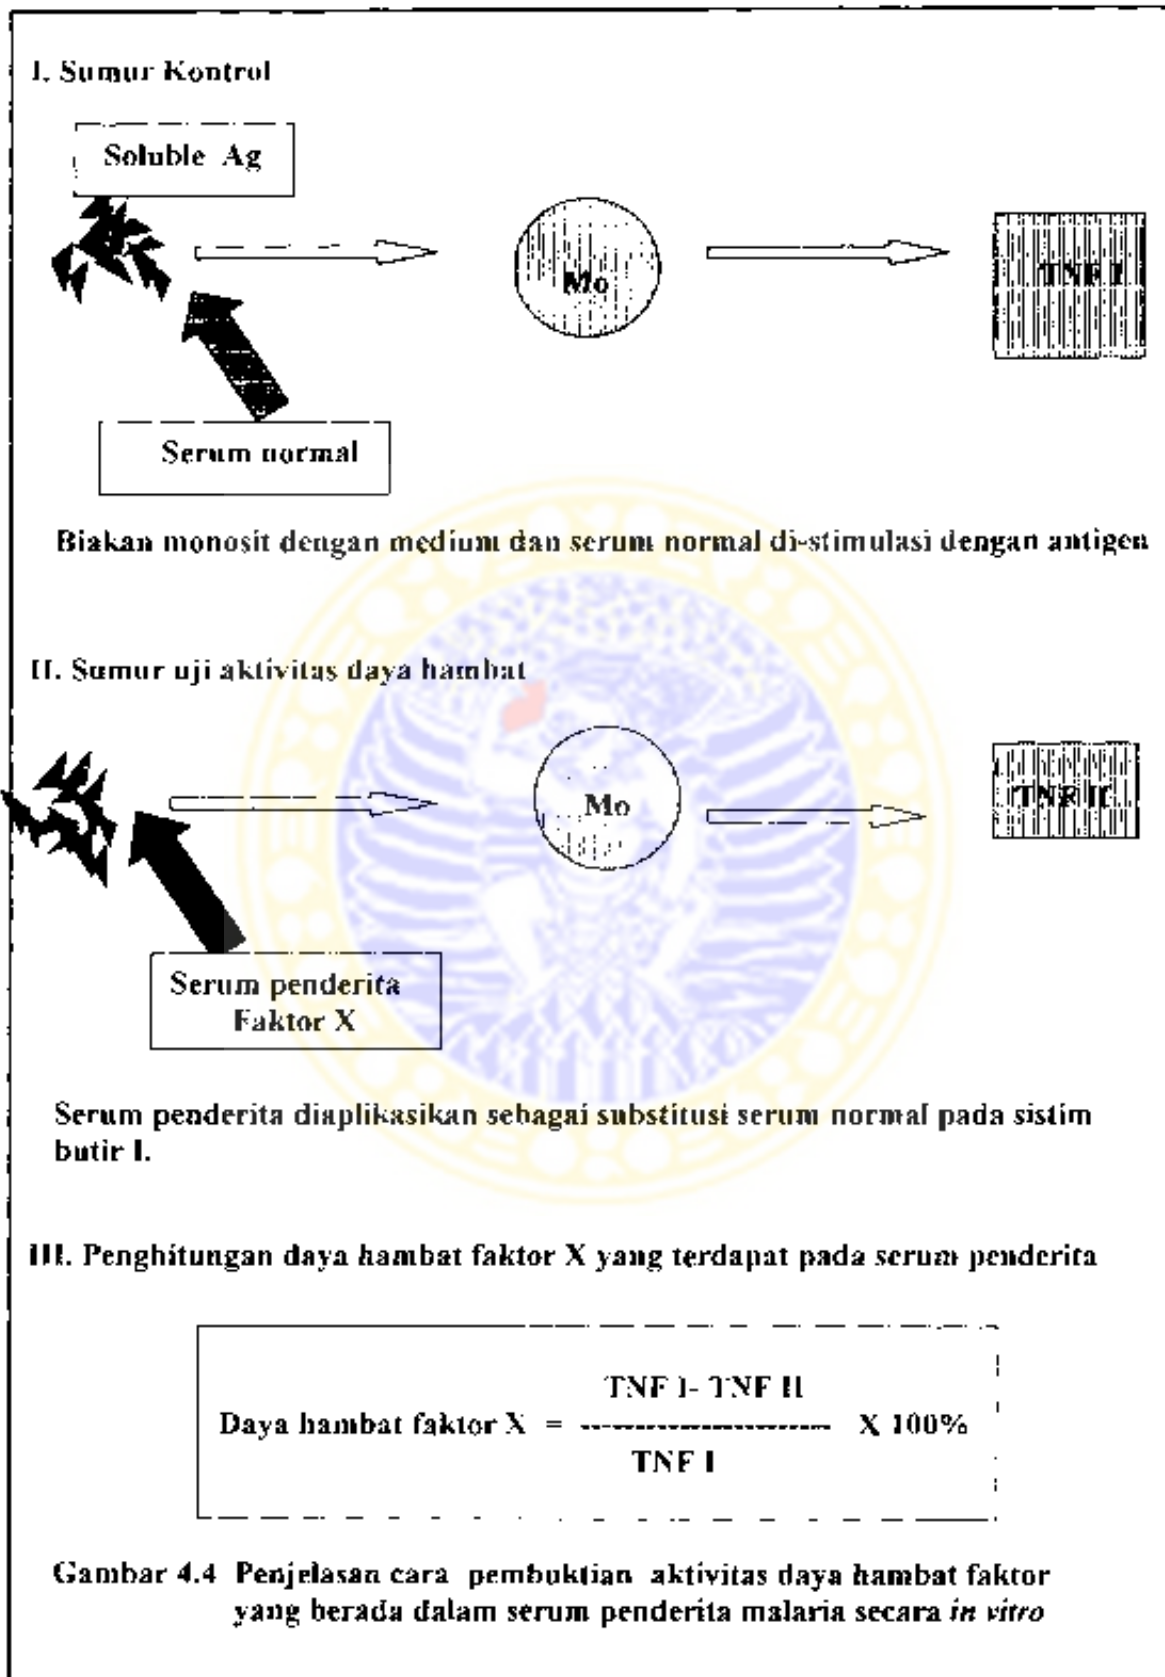 I. Sumur Kontrol
Soluble Ag
Mo
TNF I
Serum normal
Biakan monosit dengan medium dan serum normal di-stimulasi dengan antigen
II. Sumur uji aktivitas daya hambat
Mo
TNF II
Serum penderita
Faktor X
Serum penderita diaplikasikan sebagai substitusi serum normal pada sistim
butir I.
III. Penghitungan daya hambat faktor X yang terdapat pada serum penderita
TNF I- TNF II
Daya hambat faktor X = ------------------------ X 100%
TNF I
Gambar 4.4 Penjelasan cara pembuktian aktivitas daya hambat faktor
yang berada dalam serum penderita malaria secara in vitro